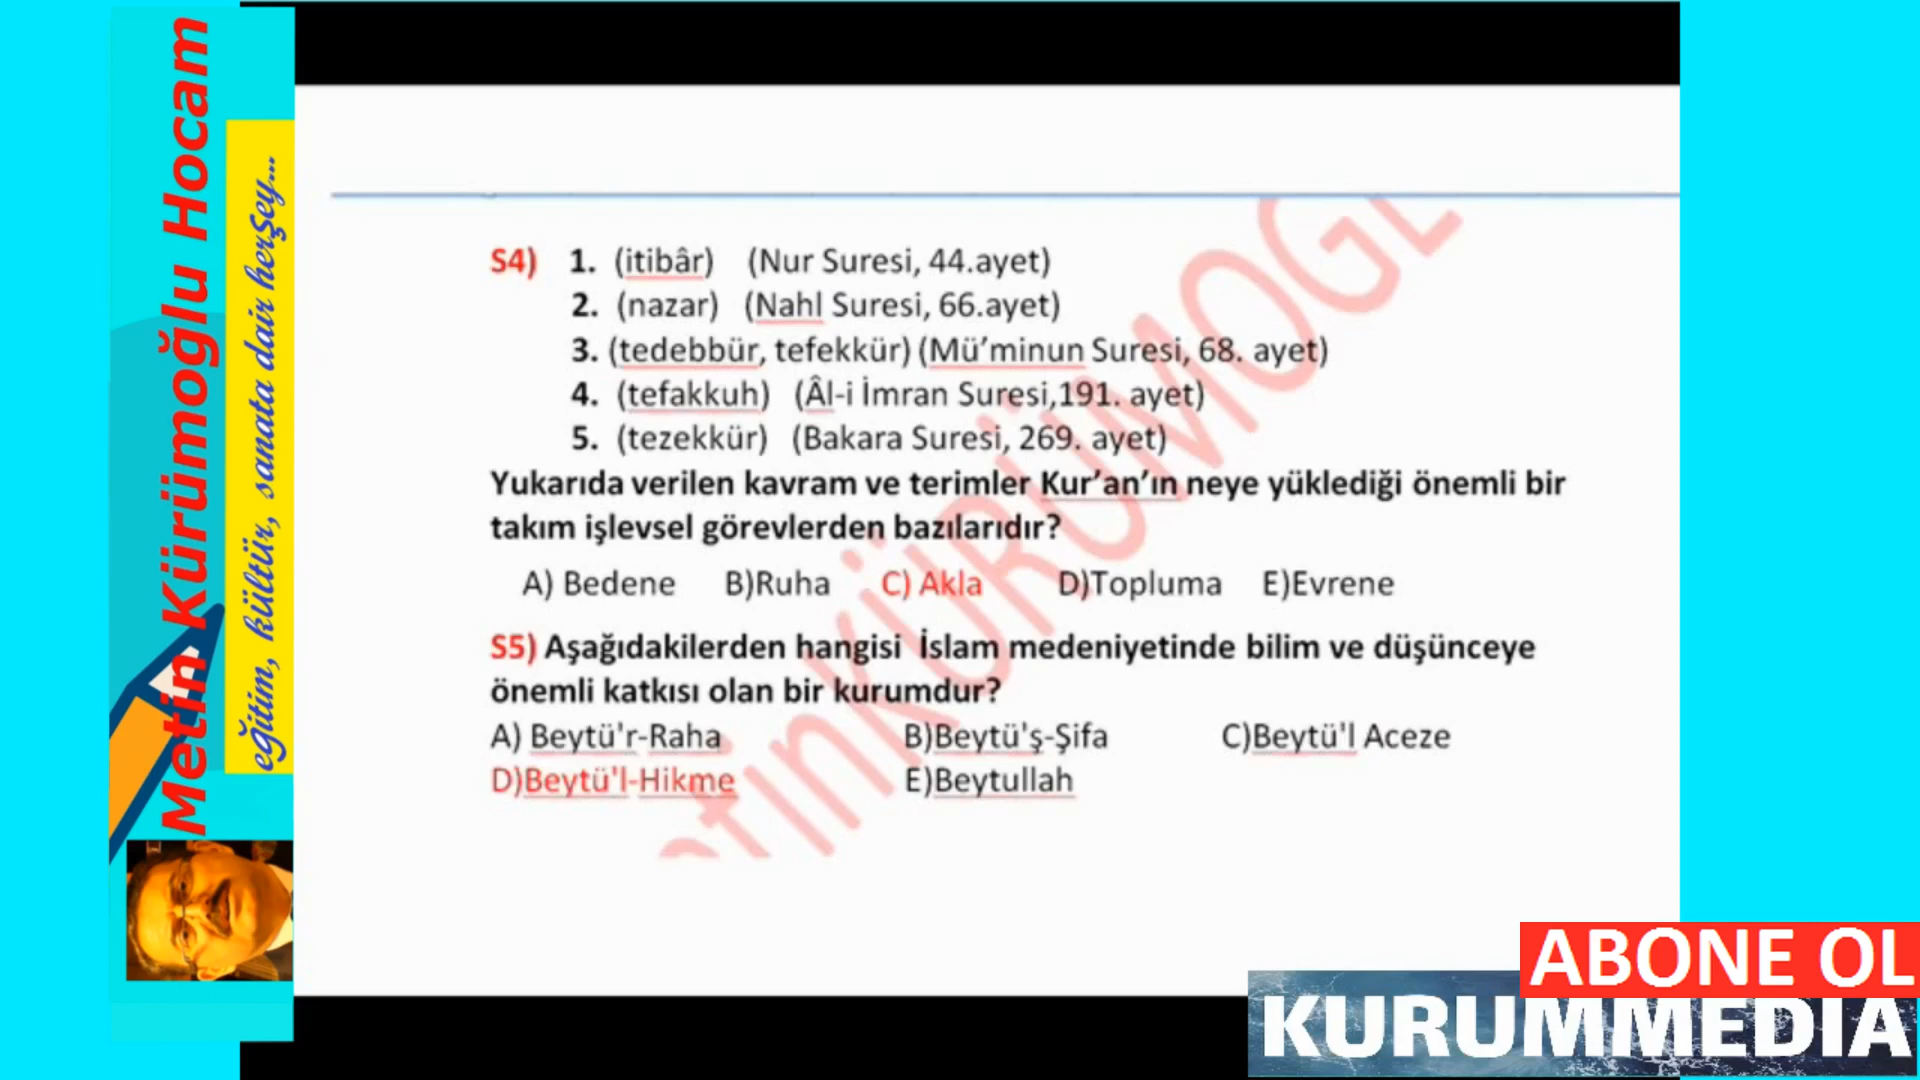 Metin Kürümoğlu Hocam
eğitim, kültür, sanata dair herşey...
S4) 1. (itibâr) (Nur Suresi, 44.ayet)
2. (nazar) (Nahl Suresi, 66.ayet)
3. (tedebbür, tefekkür) (Mü’minun Suresi, 68. ayet)
4. (tefakkuh) (Âl-i İmran Suresi,191. ayet)
5. (tezekkür) (Bakara Suresi, 269. ayet)
Yukarıda verilen kavram ve terimler Kur’an’ın neye yüklediği önemli bir
takım işlevsel görevlerden bazılarıdır?
A) Bedene B)Ruha C) Akla D)Topluma E)Evrene
S5) Aşağıdakilerden hangisi İslam medeniyetinde bilim ve düşünceye
önemli katkısı olan bir kurumdur?
A) Beytü'r-Raha B)Beytü'ş-Şifa C)Beytü'l Aceze
D)Beytü'l-Hikme E)Beytullah
etinKÜRÜMOĞL
ABONE OL
KURUMMEDIA